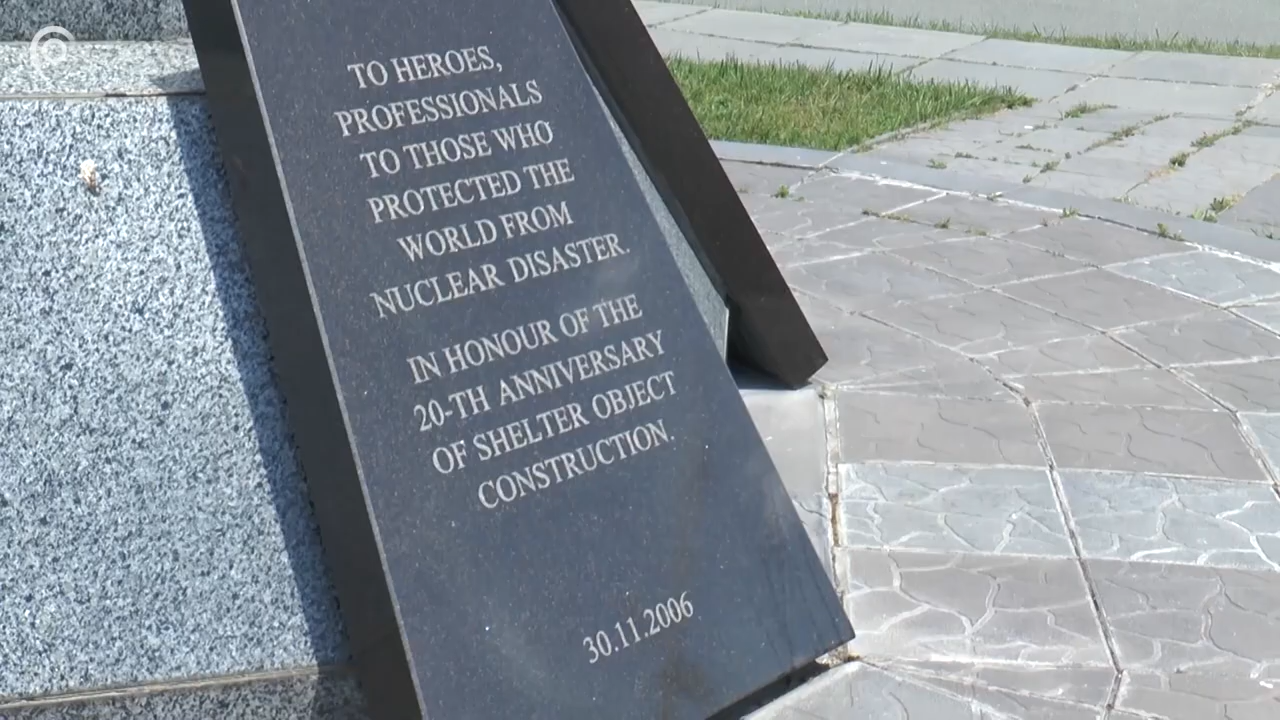 TO HEROES,
PROFESSIONALS
TO THOSE WHO
PROTECTED THE
WORLD FROM
NUCLEAR DISASTER.
IN HONOUR OF THE
20-TH ANNIVERSARY
OF SHELTER OBJECT
CONSTRUCTION.
30.11.2006